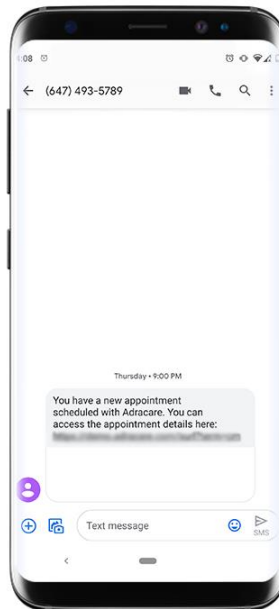 :08
(647) 493-5789
Thursday • 9:00 PM
You have a new appointment
scheduled with Adracare. You can
access the appointment details here:
Text message
SMS